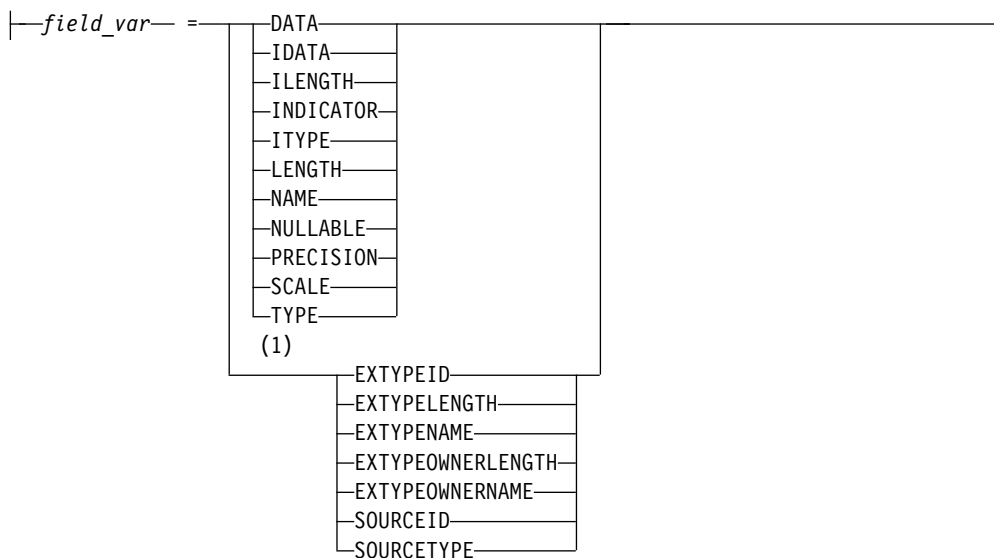 field_var = DATA
IDATA
ILENGTH
INDICATOR
ITYPE
LENGTH
NAME
NULLABLE
PRECISION
SCALE
TYPE
(1)
EXTYPEID
EXTYPELENGTH
EXTYPENAME
EXTYPEOWNERLENGTH
EXTYPEOWNERNAME
SOURCEID
SOURCETYPE